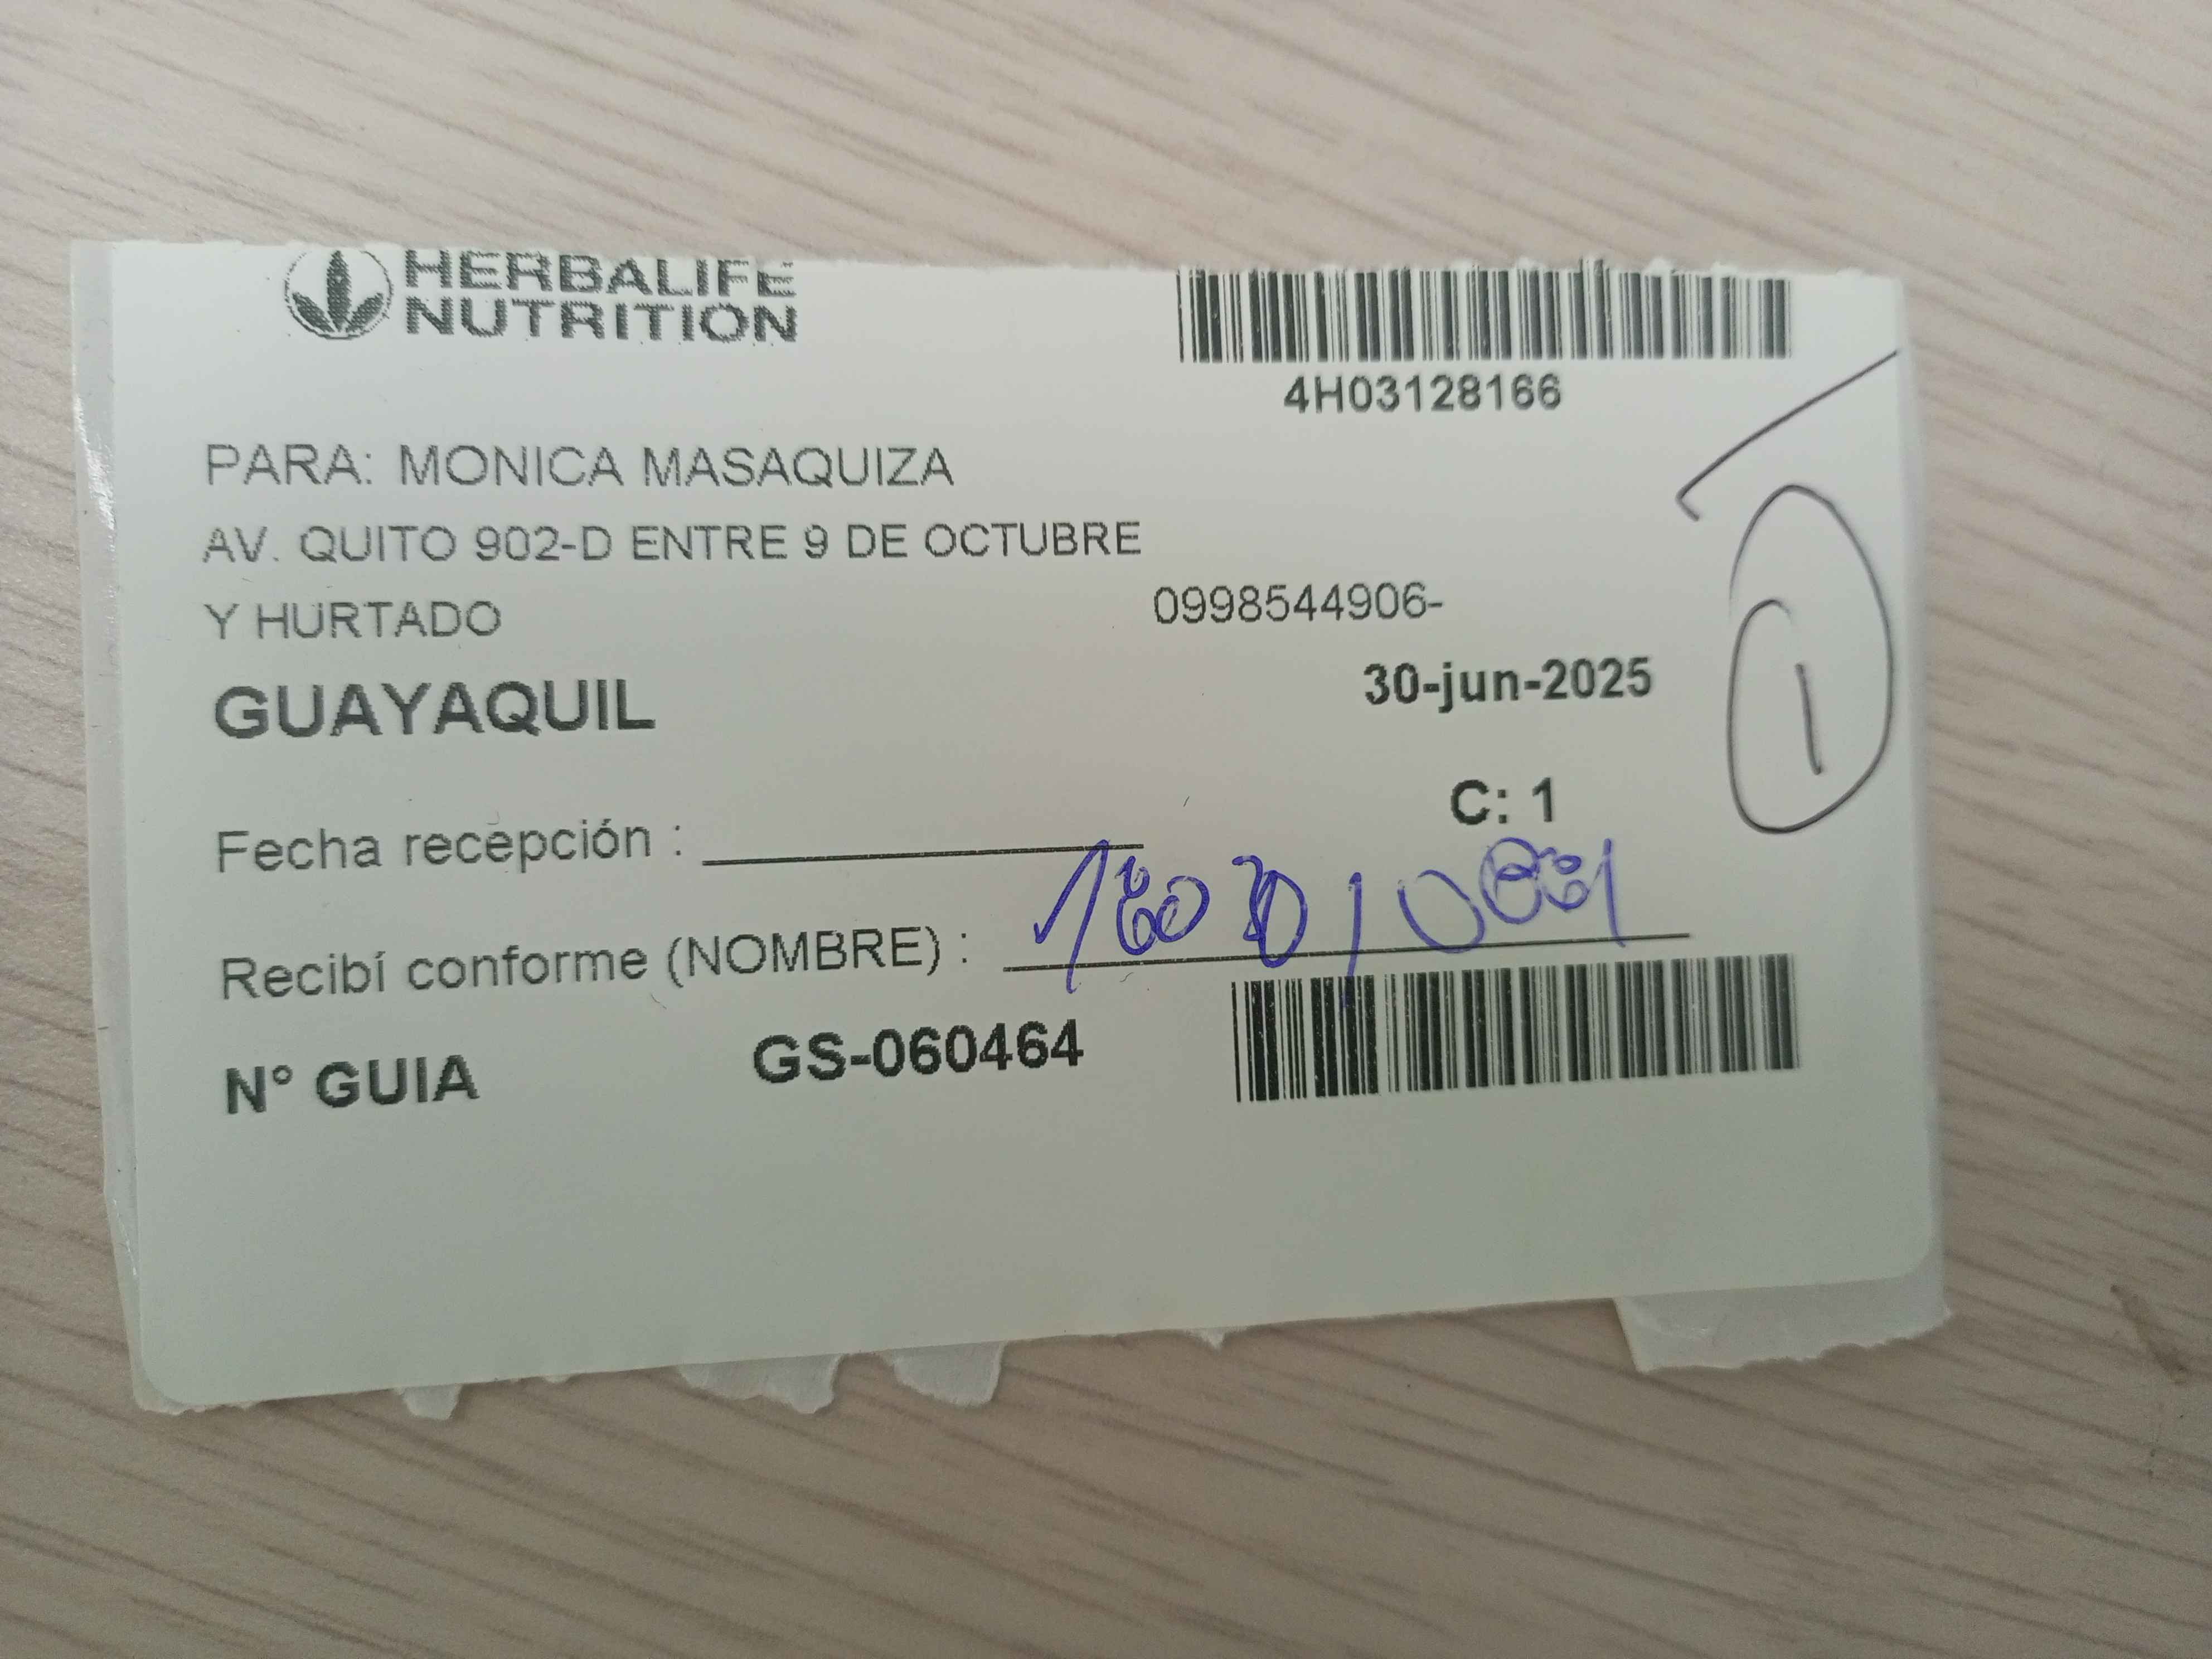 HERBALIFE
NUTRITION
4H03128166
PARA: MONICA MASAQUIZA
AV. QUITO 902-D ENTRE 9 DE OCTUBRE
Y HURTADO
0998544906-
GUAYAQUIL
30-jun-2025
1
C: 1
Fecha recepción :
Recibí conforme (NOMBRE) :
N° GUIA GS-060464